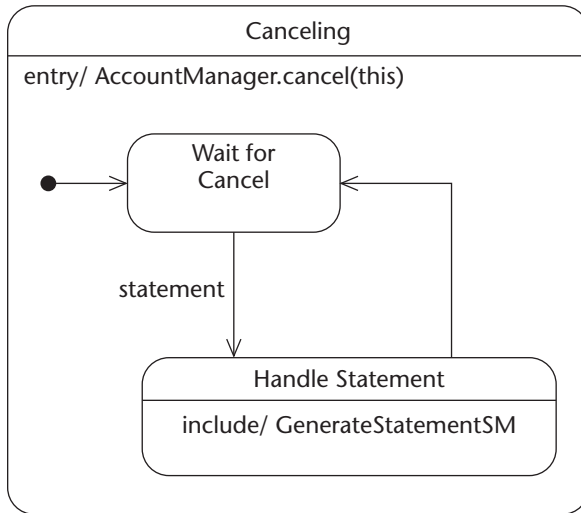 Canceling
entry/ AccountManager.cancel(this)
Wait for
Cancel
statement
Handle Statement
include/ GenerateStatementSM